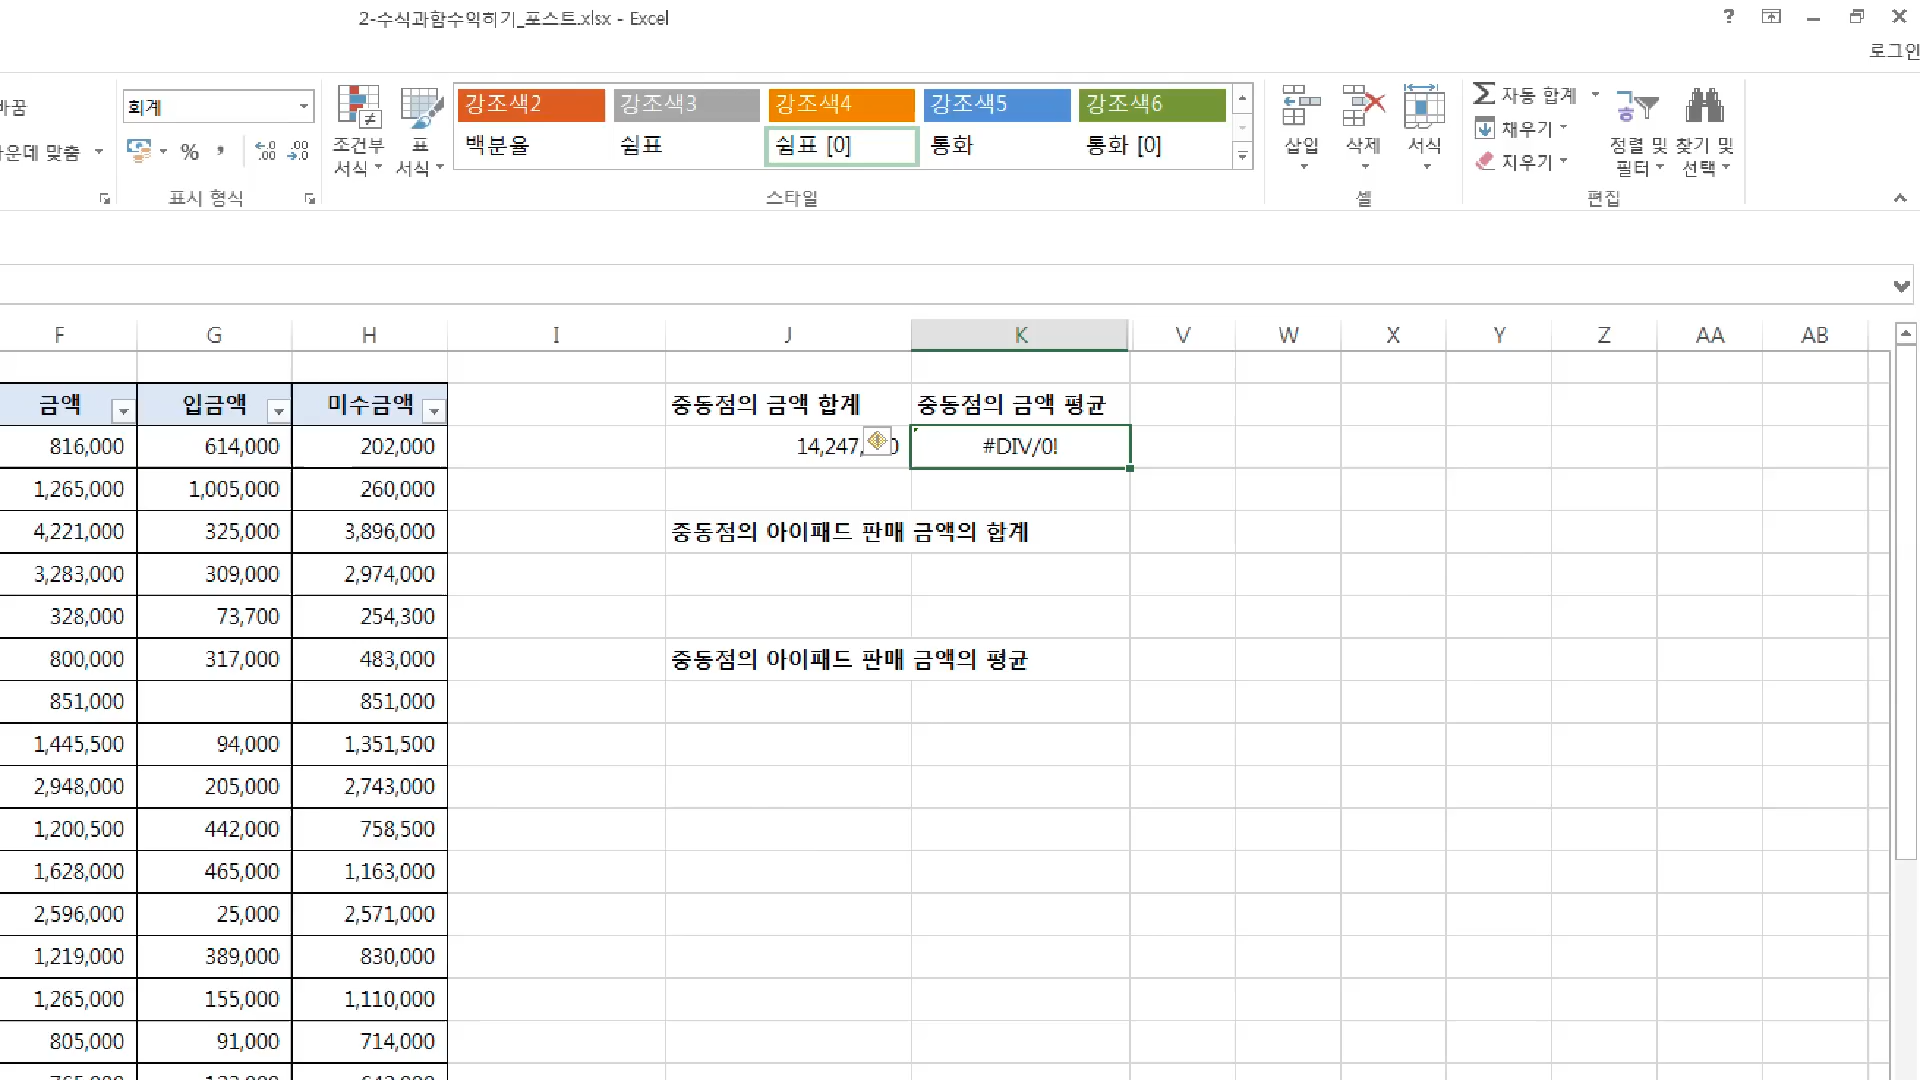 2-수식과함수익히기_포스트.xlsx - Excel
?
로그인
바꿈
회계
강조색2 강조색3 강조색4 강조색5 강조색6
백분율 쉼표 쉼표 [0] 통화 통화 [0]
운데 맞춤
% , .00 .00
조건부 서식
표 서식
삽입 삭제 서식
자동 합계
채우기
지우기
정렬 및 필터
찾기 및 선택
표시 형식 스타일 셀 편집
F G H I J K V W X Y Z AA AB
금액 입금액 미수금액 중동점의 금액 합계 중동점의 금액 평균
816,000 614,000 202,000 14,247, #DIV/0!
1,265,000 1,005,000 260,000
4,221,000 325,000 3,896,000 중동점의 아이패드 판매 금액의 합계
3,283,000 309,000 2,974,000
328,000 73,700 254,300
800,000 317,000 483,000 중동점의 아이패드 판매 금액의 평균
851,000 851,000
1,445,500 94,000 1,351,500
2,948,000 205,000 2,743,000
1,200,500 442,000 758,500
1,628,000 465,000 1,163,000
2,596,000 25,000 2,571,000
1,219,000 389,000 830,000
1,265,000 155,000 1,110,000
805,000 91,000 714,000